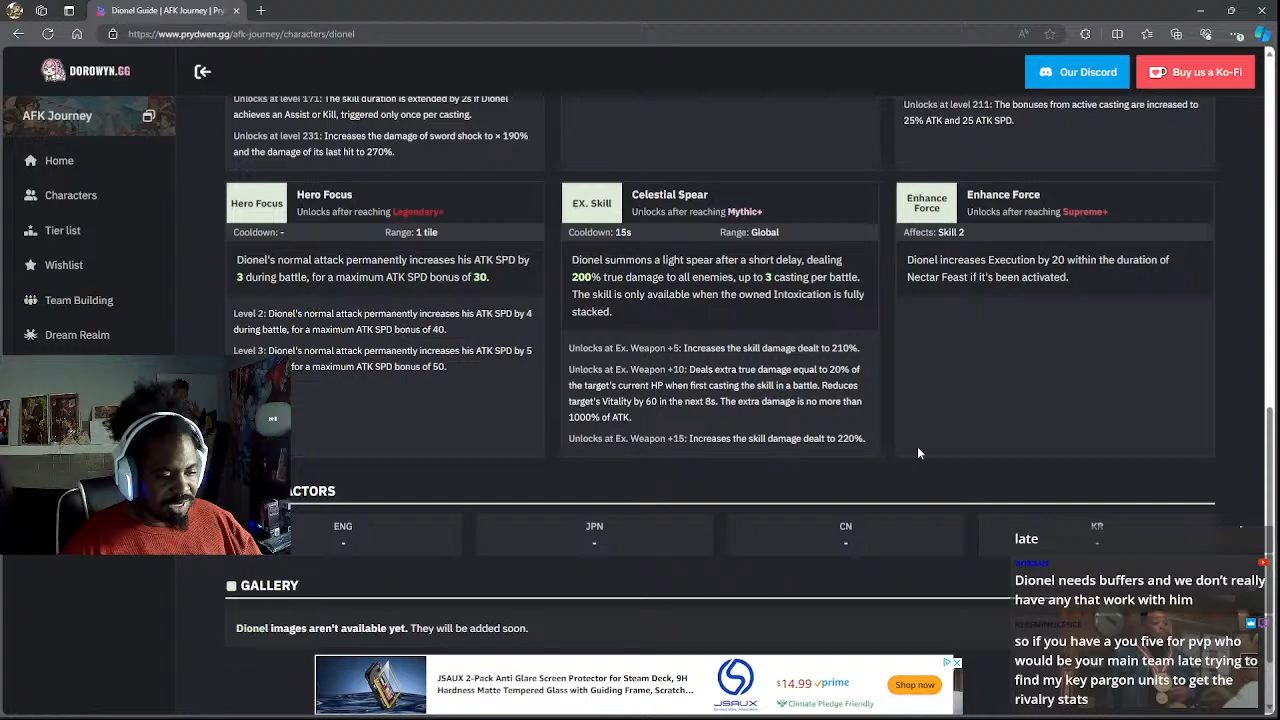 Dionel Guide | AFK Journey | Pry
https://www.prydwen.gg/afk-journey/characters/dionel
DOROWYN.GG
Our Discord
Buy us a Ko-Fi
AFK Journey
Home
Characters
Tier list
Wishlist
Team Building
Dream Realm
Unlocks at level 171: The skill duration is extended by 2s if Dionel
achieves an Assist or Kill, triggered only once per casting.
Unlocks at level 231: Increases the damage of sword shock to × 190%
and the damage of its last hit to 270%.
Unlocks at level 211: The bonuses from active casting are increased to
25% ATK and 25 ATK SPD.
Hero Focus
Hero Focus
Unlocks after reaching Legendary+
Cooldown: -
Range: 1 tile
Dionel's normal attack permanently increases his ATK SPD by
3 during battle, for a maximum ATK SPD bonus of 30.
Level 2: Dionel's normal attack permanently increases his ATK SPD by 4
during battle, for a maximum ATK SPD bonus of 40.
Level 3: Dionel's normal attack permanently increases his ATK SPD by 5
for a maximum ATK SPD bonus of 50.
EX. Skill
Celestial Spear
Unlocks after reaching Mythic+
Cooldown: 15s
Range: Global
Dionel summons a light spear after a short delay, dealing
200% true damage to all enemies, up to 3 casting per battle.
The skill is only available when the owned Intoxication is fully
stacked.
Unlocks at Ex. Weapon +5: Increases the skill damage dealt to 210%.
Unlocks at Ex. Weapon +10: Deals extra true damage equal to 20% of
the target's current HP when first casting the skill in a battle. Reduces
target's Vitality by 60 in the next 8s. The extra damage is no more than
1000% of ATK.
Unlocks at Ex. Weapon +15: Increases the skill damage dealt to 220%.
Enhance
Force
Enhance Force
Unlocks after reaching Supreme+
Affects: Skill 2
Dionel increases Execution by 20 within the duration of
Nectar Feast if it's been activated.
ACTORS
ENG
-
JPN
-
CN
-
KR
-
GALLERY
Dionel images aren't available yet. They will be added soon.
JSAUX 2-Pack Anti Glare Screen Protector for Steam Deck, 9H
Hardness Matte Tempered Glass with Guiding Frame, Scratch...
JSAUX
$14.99 prime
Climate Pledge Friendly
Shop now
late
Dionel needs buffers and we don't really
have any that work with him
so if you have a you five for pvp who
would be your main team late trying to
find my key pargon units to get the
rivalry stats